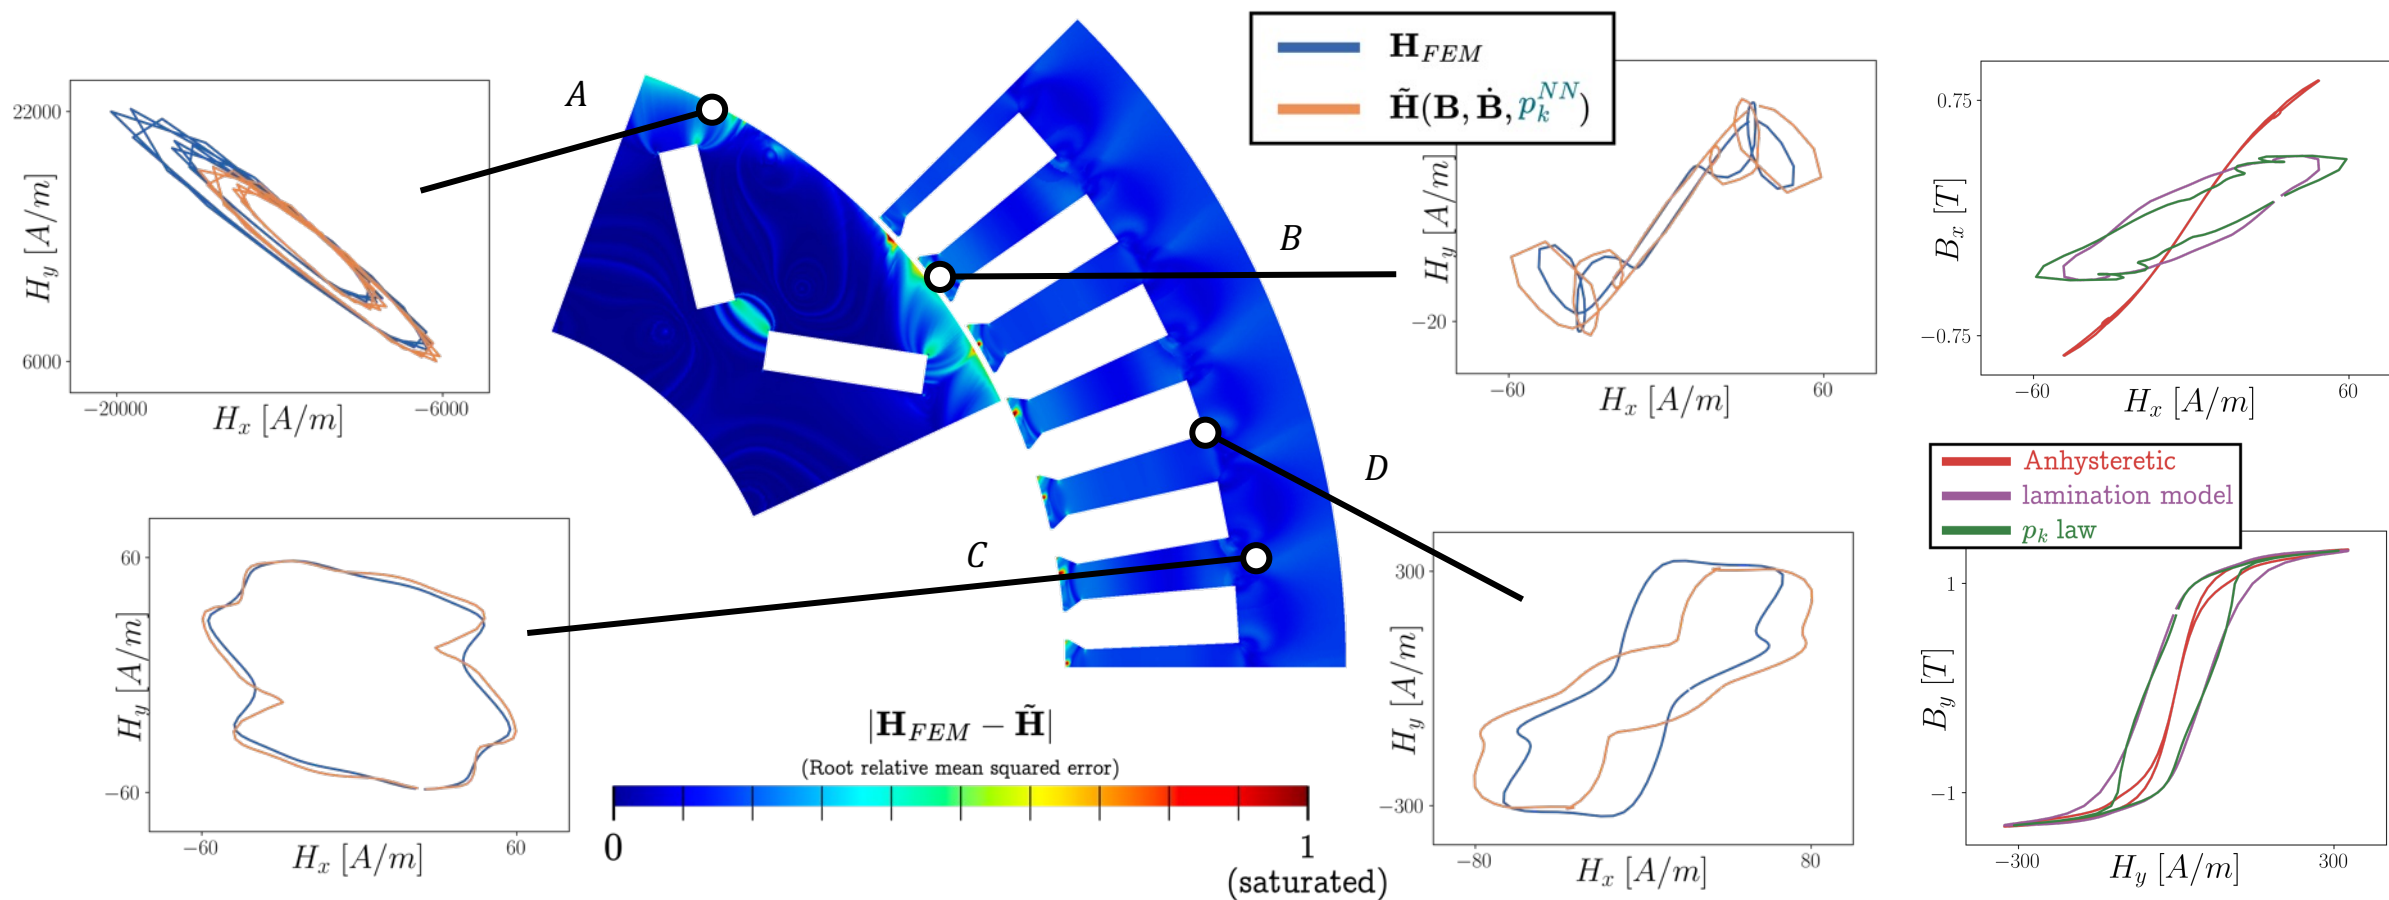 A
22000
6000
H_y [A/m]
−20000
−6000
H_x [A/m]
H_FEM
H̃(B, Ḃ, p_k^NN)
B
H_y [A/m]
−20
−60
60
H_x [A/m]
0.75
−0.75
B_x [T]
−60
60
H_x [A/m]
C
60
−60
H_y [A/m]
−60
60
H_x [A/m]
|H_FEM − H̃|
(Root relative mean squared error)
0
1
(saturated)
D
300
−300
H_y [A/m]
−80
80
H_x [A/m]
Anhysteretic
lamination model
p_k law
1
−1
B_y [T]
−300
300
H_y [A/m]